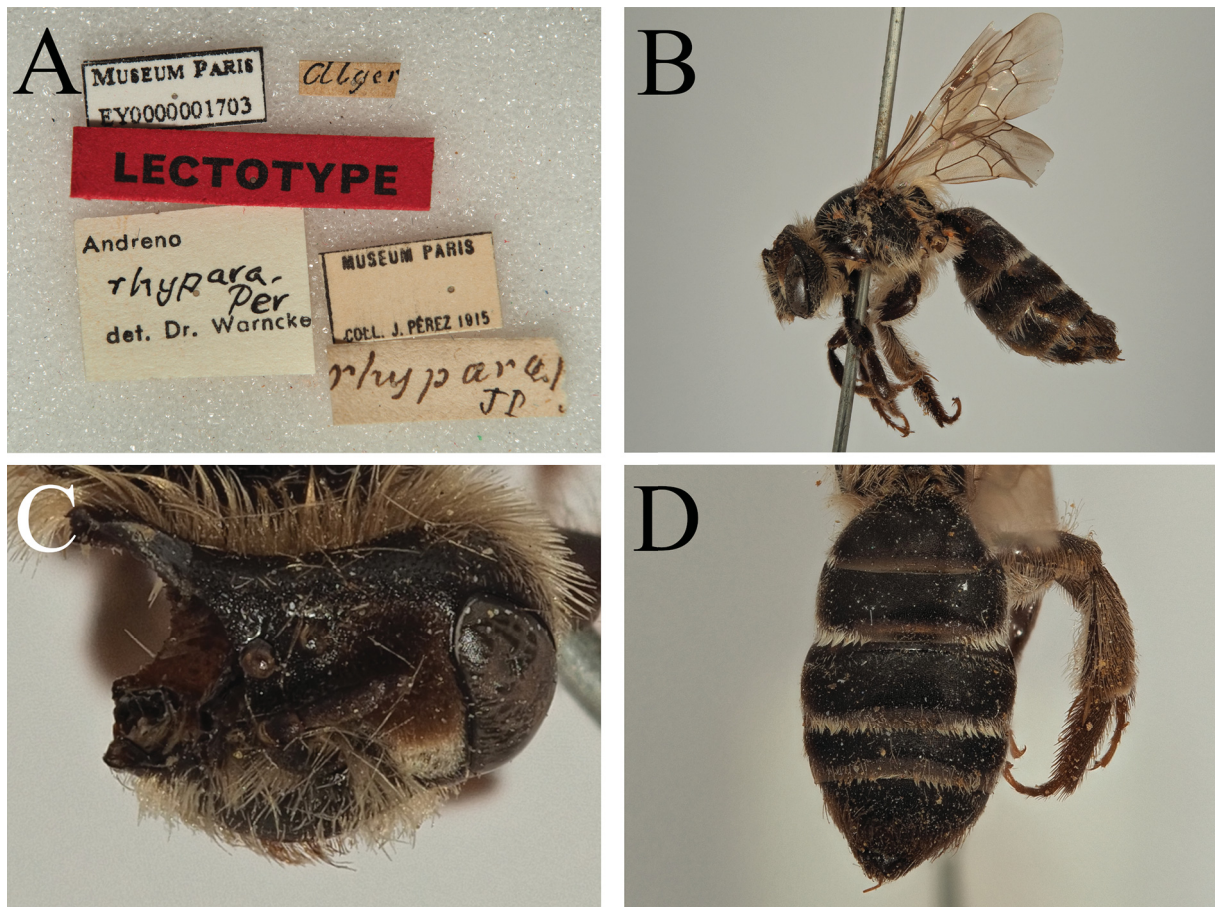 A
MUSEUM PARIS
EY0000001703
Alger
LECTOTYPE
Andreno
rhypara.
Per
det. Dr. Warncke
MUSEUM PARIS
COLL. J. PÉREZ 1915
rhypara.
JP.
B
C
D